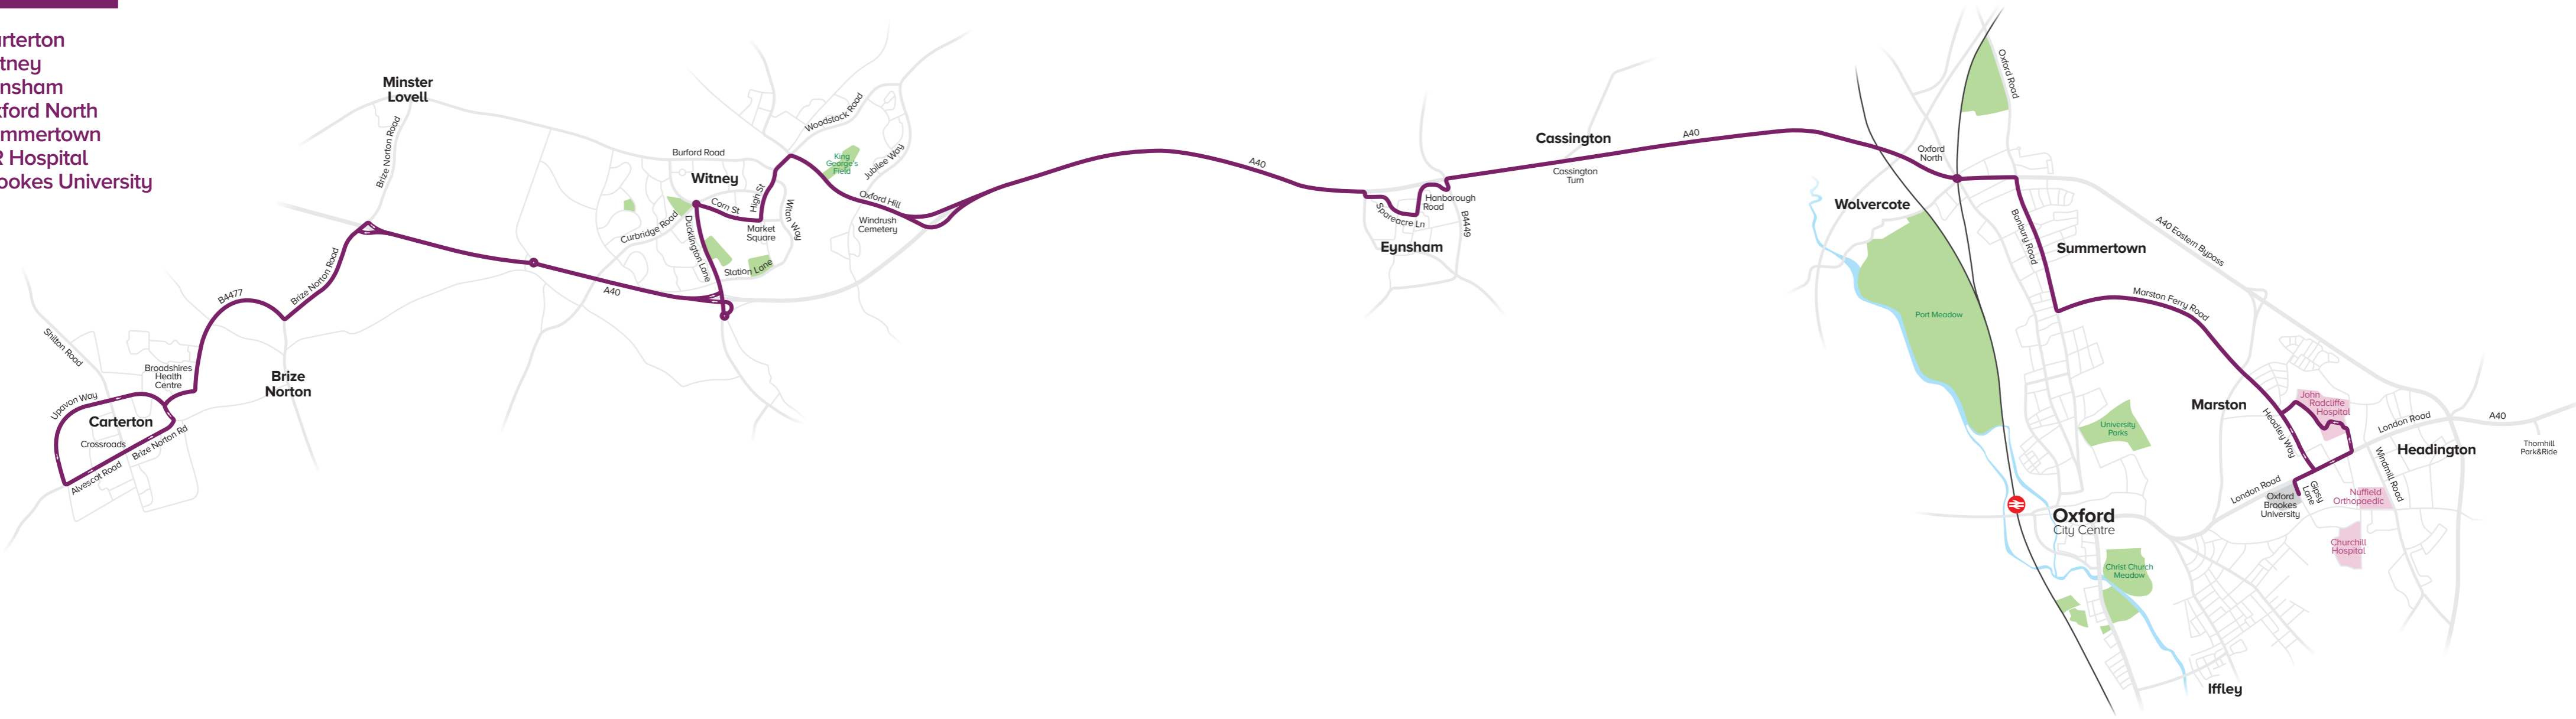 rterton
tney
nsham
ford North
mmertown
R Hospital
ookes University
Minster
Lovell
Brize Norton Road
Burford Road
Witney
Woodstock Road
King
George's
Field
Jubilee Way
Oxford Hill
Windrush
Cemetery
High St
Corn St
Market
Square
Witan Way
Curbridge Road
Ducklington Lane
Station Lane
A40
Brize Norton Road
B4477
Shilton Road
Broadshires
Health
Centre
Upavon Way
Carterton
Crossroads
Brize Norton Rd
Alvescot Road
Brize
Norton
A40
Spareacre Ln
Hanborough
Road
B4449
Eynsham
Cassington
Cassington
Turn
A40
Oxford
North
Oxford Road
Wolvercote
Banbury Road
Summertown
A40 Eastern Bypass
Port Meadow
Marston Ferry Road
Marston
John
Radcliffe
Hospital
Headley Way
London Road
A40
Thornhill
Park&Ride
Headington
Windmill Road
University
Parks
London Road
Gipsy
Lane
Oxford
Brookes
University
Nuffield
Orthopaedic
Churchill
Hospital
Oxford
City Centre
Christ Church
Meadow
Iffley